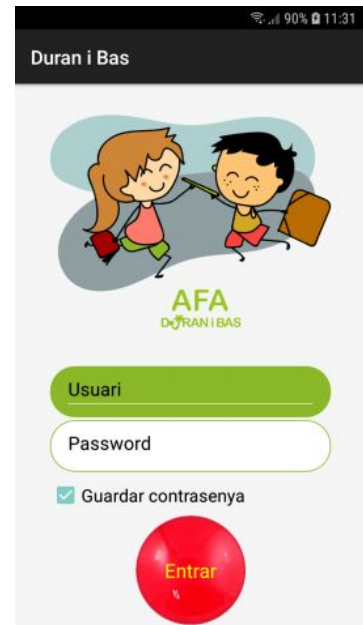 90% 11:31
Duran i Bas
AFA
DURAN i BAS
Usuari
Password
Guardar contrasenya
Entrar